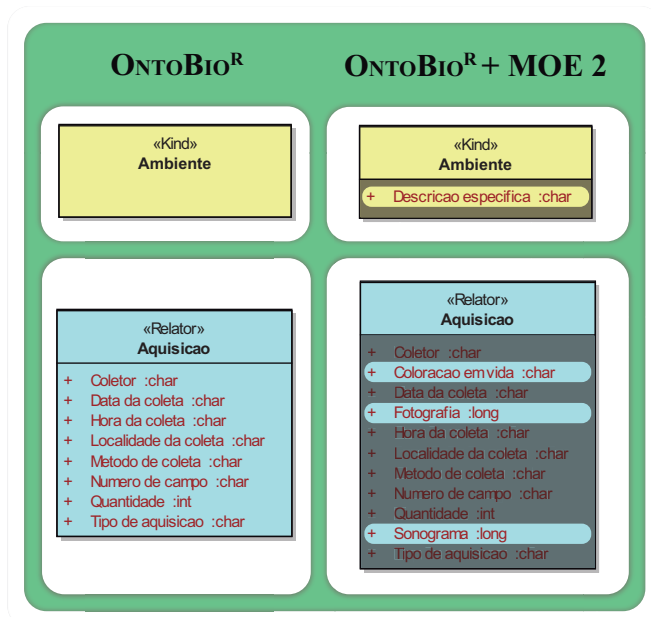 ONTOBIOᴿ
ONTOBIOᴿ + MOE 2
«Kind»
Ambiente
«Kind»
Ambiente
+ Descricao especifica :char
«Relator»
Aquisicao
+ Coletor :char
+ Data da coleta :char
+ Hora da coleta :char
+ Localidade da coleta :char
+ Metodo de coleta :char
+ Numero de campo :char
+ Quantidade :int
+ Tipo de aquisicao :char
«Relator»
Aquisicao
+ Coletor :char
+ Coloracao em vida :char
+ Data da coleta :char
+ Fotografia :long
+ Hora da coleta :char
+ Localidade da coleta :char
+ Metodo de coleta :char
+ Numero de campo :char
+ Quantidade :int
+ Sonograma :long
+ Tipo de aquisicao :char